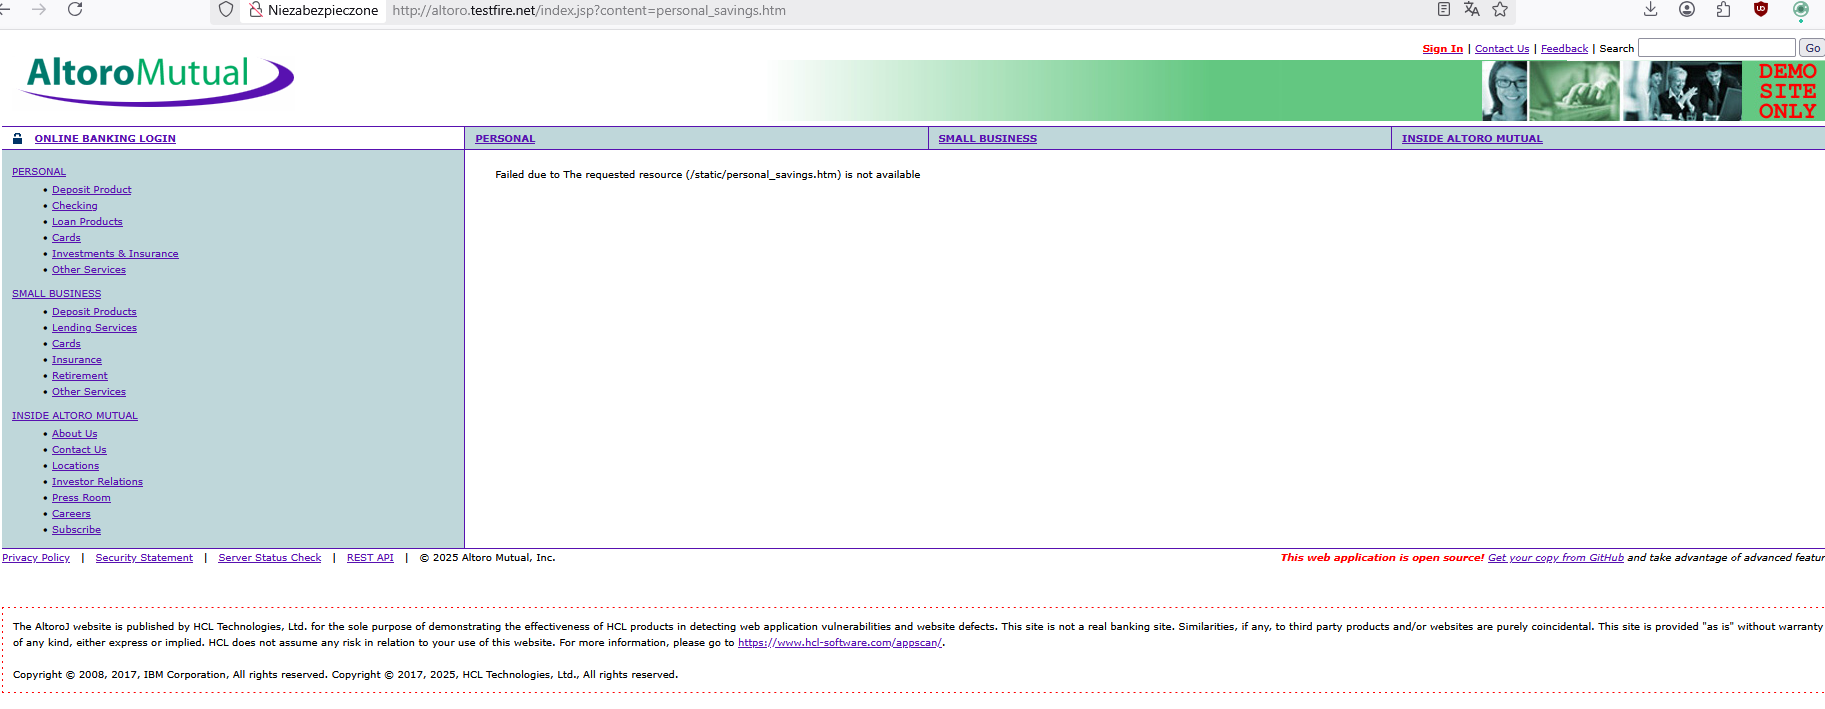 Niezabezpieczone
http://altoro.testfire.net/index.jsp?content=personal_savings.htm
Sign In | Contact Us | Feedback | Search
Go
AltoroMutual
DEMO
SITE
ONLY
ONLINE BANKING LOGIN
PERSONAL
SMALL BUSINESS
INSIDE ALTORO MUTUAL
PERSONAL
• Deposit Product
• Checking
• Loan Products
• Cards
• Investments & Insurance
• Other Services
SMALL BUSINESS
• Deposit Products
• Lending Services
• Cards
• Insurance
• Retirement
• Other Services
INSIDE ALTORO MUTUAL
• About Us
• Contact Us
• Locations
• Investor Relations
• Press Room
• Careers
• Subscribe
Failed due to The requested resource (/static/personal_savings.htm) is not available
Privacy Policy | Security Statement | Server Status Check | REST API | © 2025 Altoro Mutual, Inc.
This web application is open source! Get your copy from GitHub and take advantage of advanced featur
The AltoroJ website is published by HCL Technologies, Ltd. for the sole purpose of demonstrating the effectiveness of HCL products in detecting web application vulnerabilities and website defects. This site is not a real banking site. Similarities, if any, to third party products and/or websites are purely coincidental. This site is provided "as is" without warranty
of any kind, either express or implied. HCL does not assume any risk in relation to your use of this website. For more information, please go to https://www.hcl-software.com/appscan/.
Copyright © 2008, 2017, IBM Corporation, All rights reserved. Copyright © 2017, 2025, HCL Technologies, Ltd., All rights reserved.